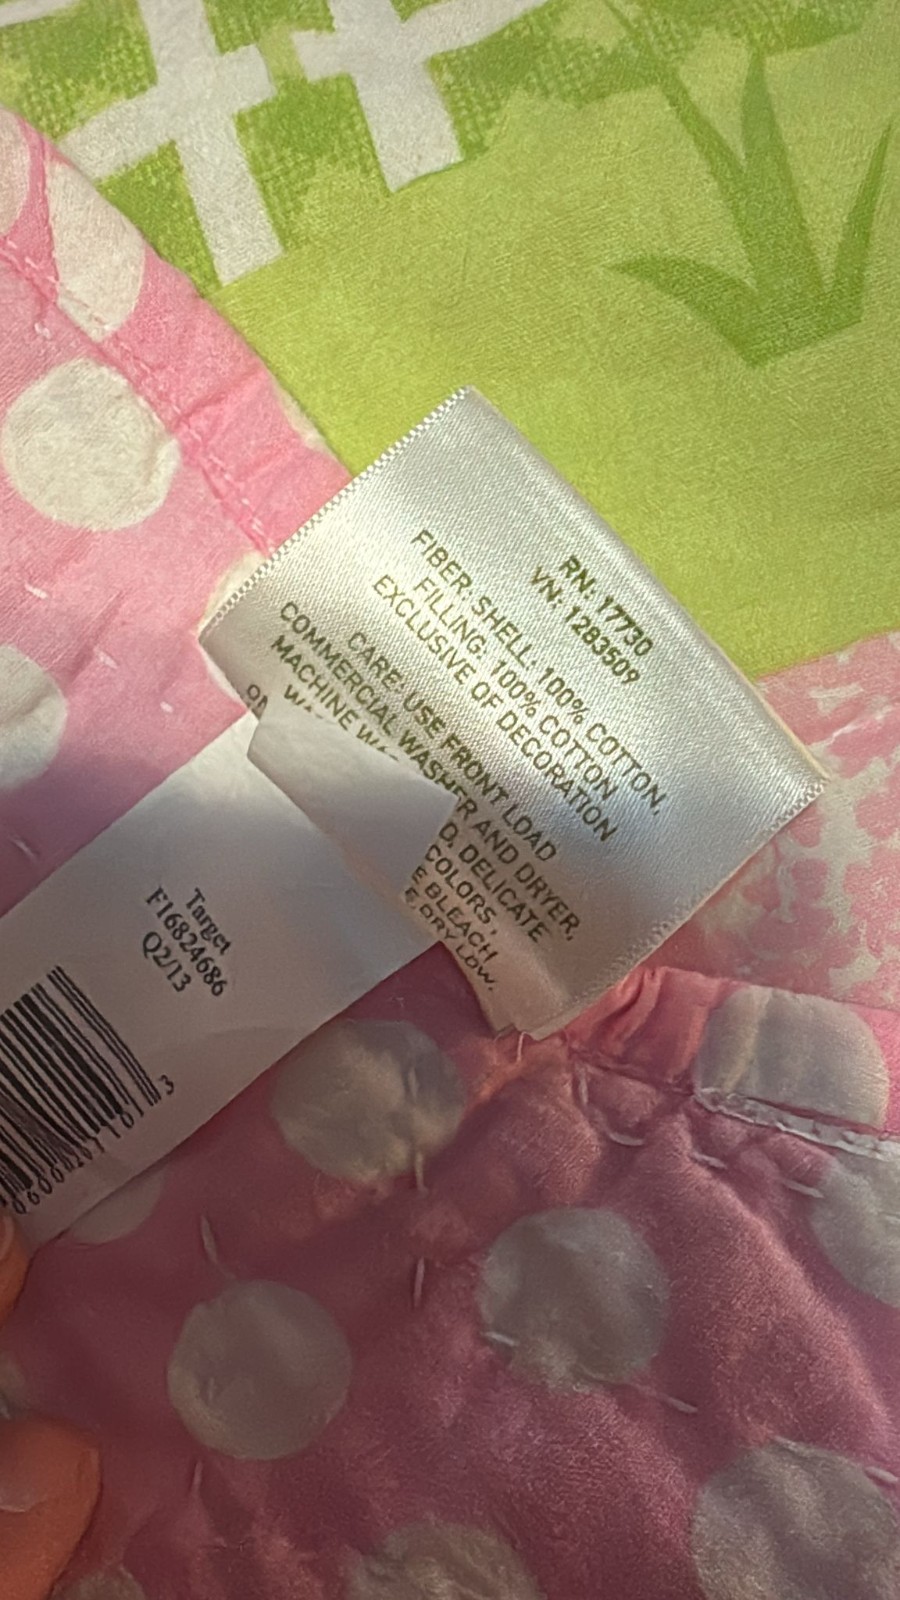 RN: 17730
VN: 1283509
FIBER: SHELL: 100% COTTON.
FILLING: 100% COTTON
EXCLUSIVE OF DECORATION
CARE: USE FRONT LOAD
COMMERCIAL WASHER AND DRYER,
MACHINE D, DELICATE
COLORS,
BLEACH
DRY LOW.
Target
F16824686
Q2/13